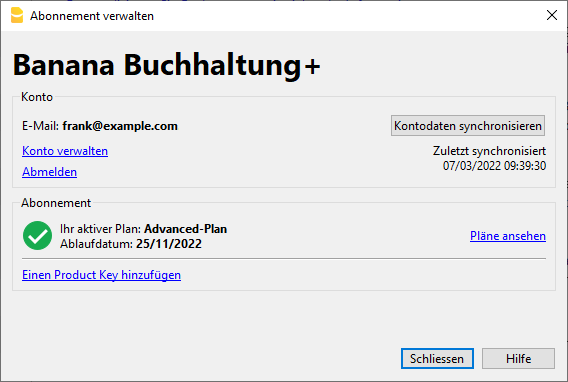 Abonnement verwalten
Banana Buchhaltung+
Konto
E-Mail: frank@example.com
Kontodaten synchronisieren
Konto verwalten
Zuletzt synchronisiert
Abmelden
07/03/2022 09:39:30
Abonnement
Ihr aktiver Plan: Advanced-Plan
Ablaufdatum: 25/11/2022
Pläne ansehen
Einen Product Key hinzufügen
Schliessen
Hilfe